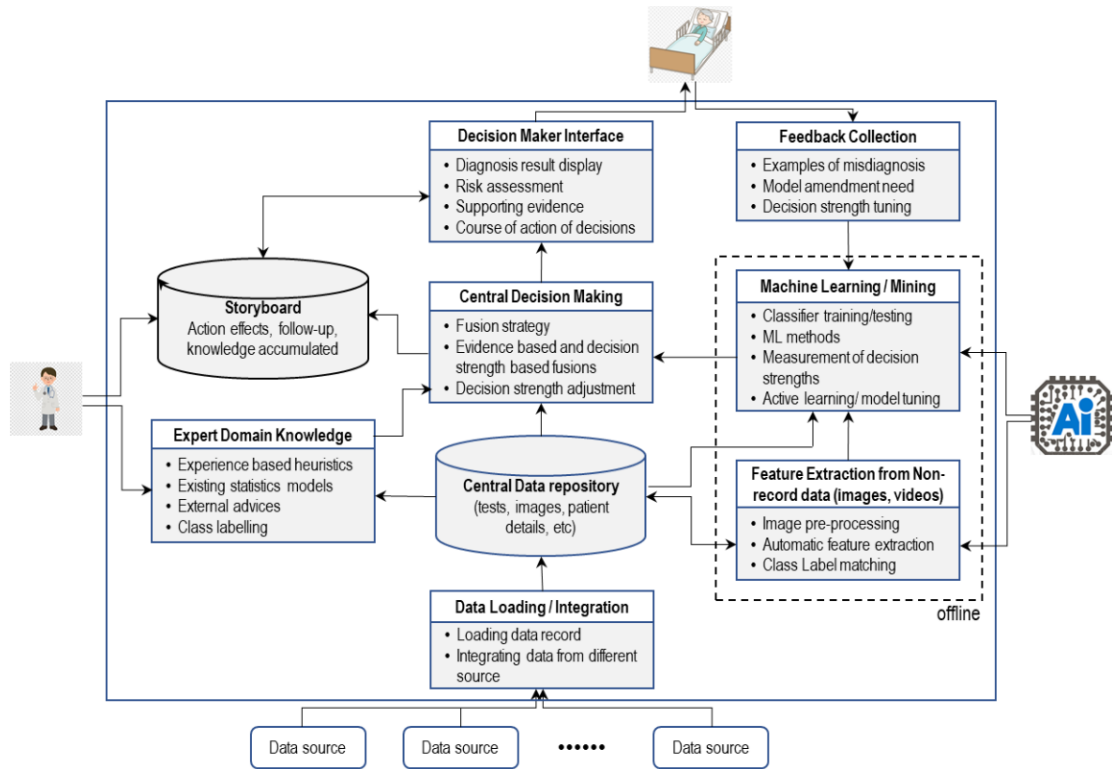 Decision Maker Interface
• Diagnosis result display
• Risk assessment
• Supporting evidence
• Course of action of decisions
Feedback Collection
• Examples of misdiagnosis
• Model amendment need
• Decision strength tuning
Storyboard
Action effects, follow-up,
knowledge accumulated
Central Decision Making
• Fusion strategy
• Evidence based and decision
strength based fusions
• Decision strength adjustment
Machine Learning / Mining
• Classifier training/testing
• ML methods
• Measurement of decision
strengths
• Active learning/ model tuning
Ai
Expert Domain Knowledge
• Experience based heuristics
• Existing statistics models
• External advices
• Class labelling
Central Data repository
(tests, images, patient
details, etc)
Feature Extraction from Non-
record data (images, videos)
• Image pre-processing
• Automatic feature extraction
• Class Label matching
offline
Data Loading / Integration
• Loading data record
• Integrating data from different
source
Data source
Data source
••••••
Data source